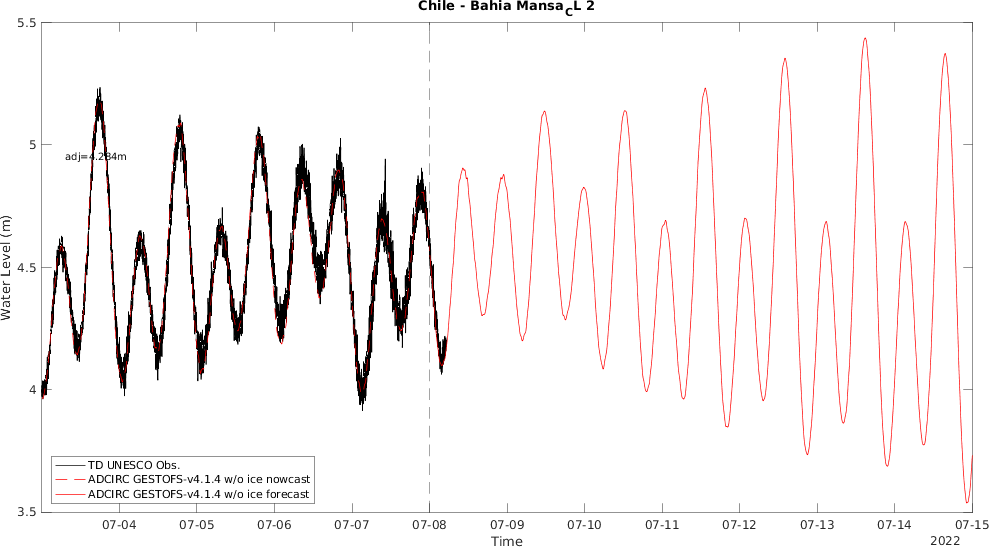 Chile - Bahia Mansa_CL 2
5.5
5
4.5
4
3.5
Water Level (m)
adj=4.284m
TD UNESCO Obs.
ADCIRC GESTOFS-v4.1.4 w/o ice nowcast
ADCIRC GESTOFS-v4.1.4 w/o ice forecast
07-04 07-05 07-06 07-07 07-08 07-09 07-10 07-11 07-12 07-13 07-14 07-15
Time
2022